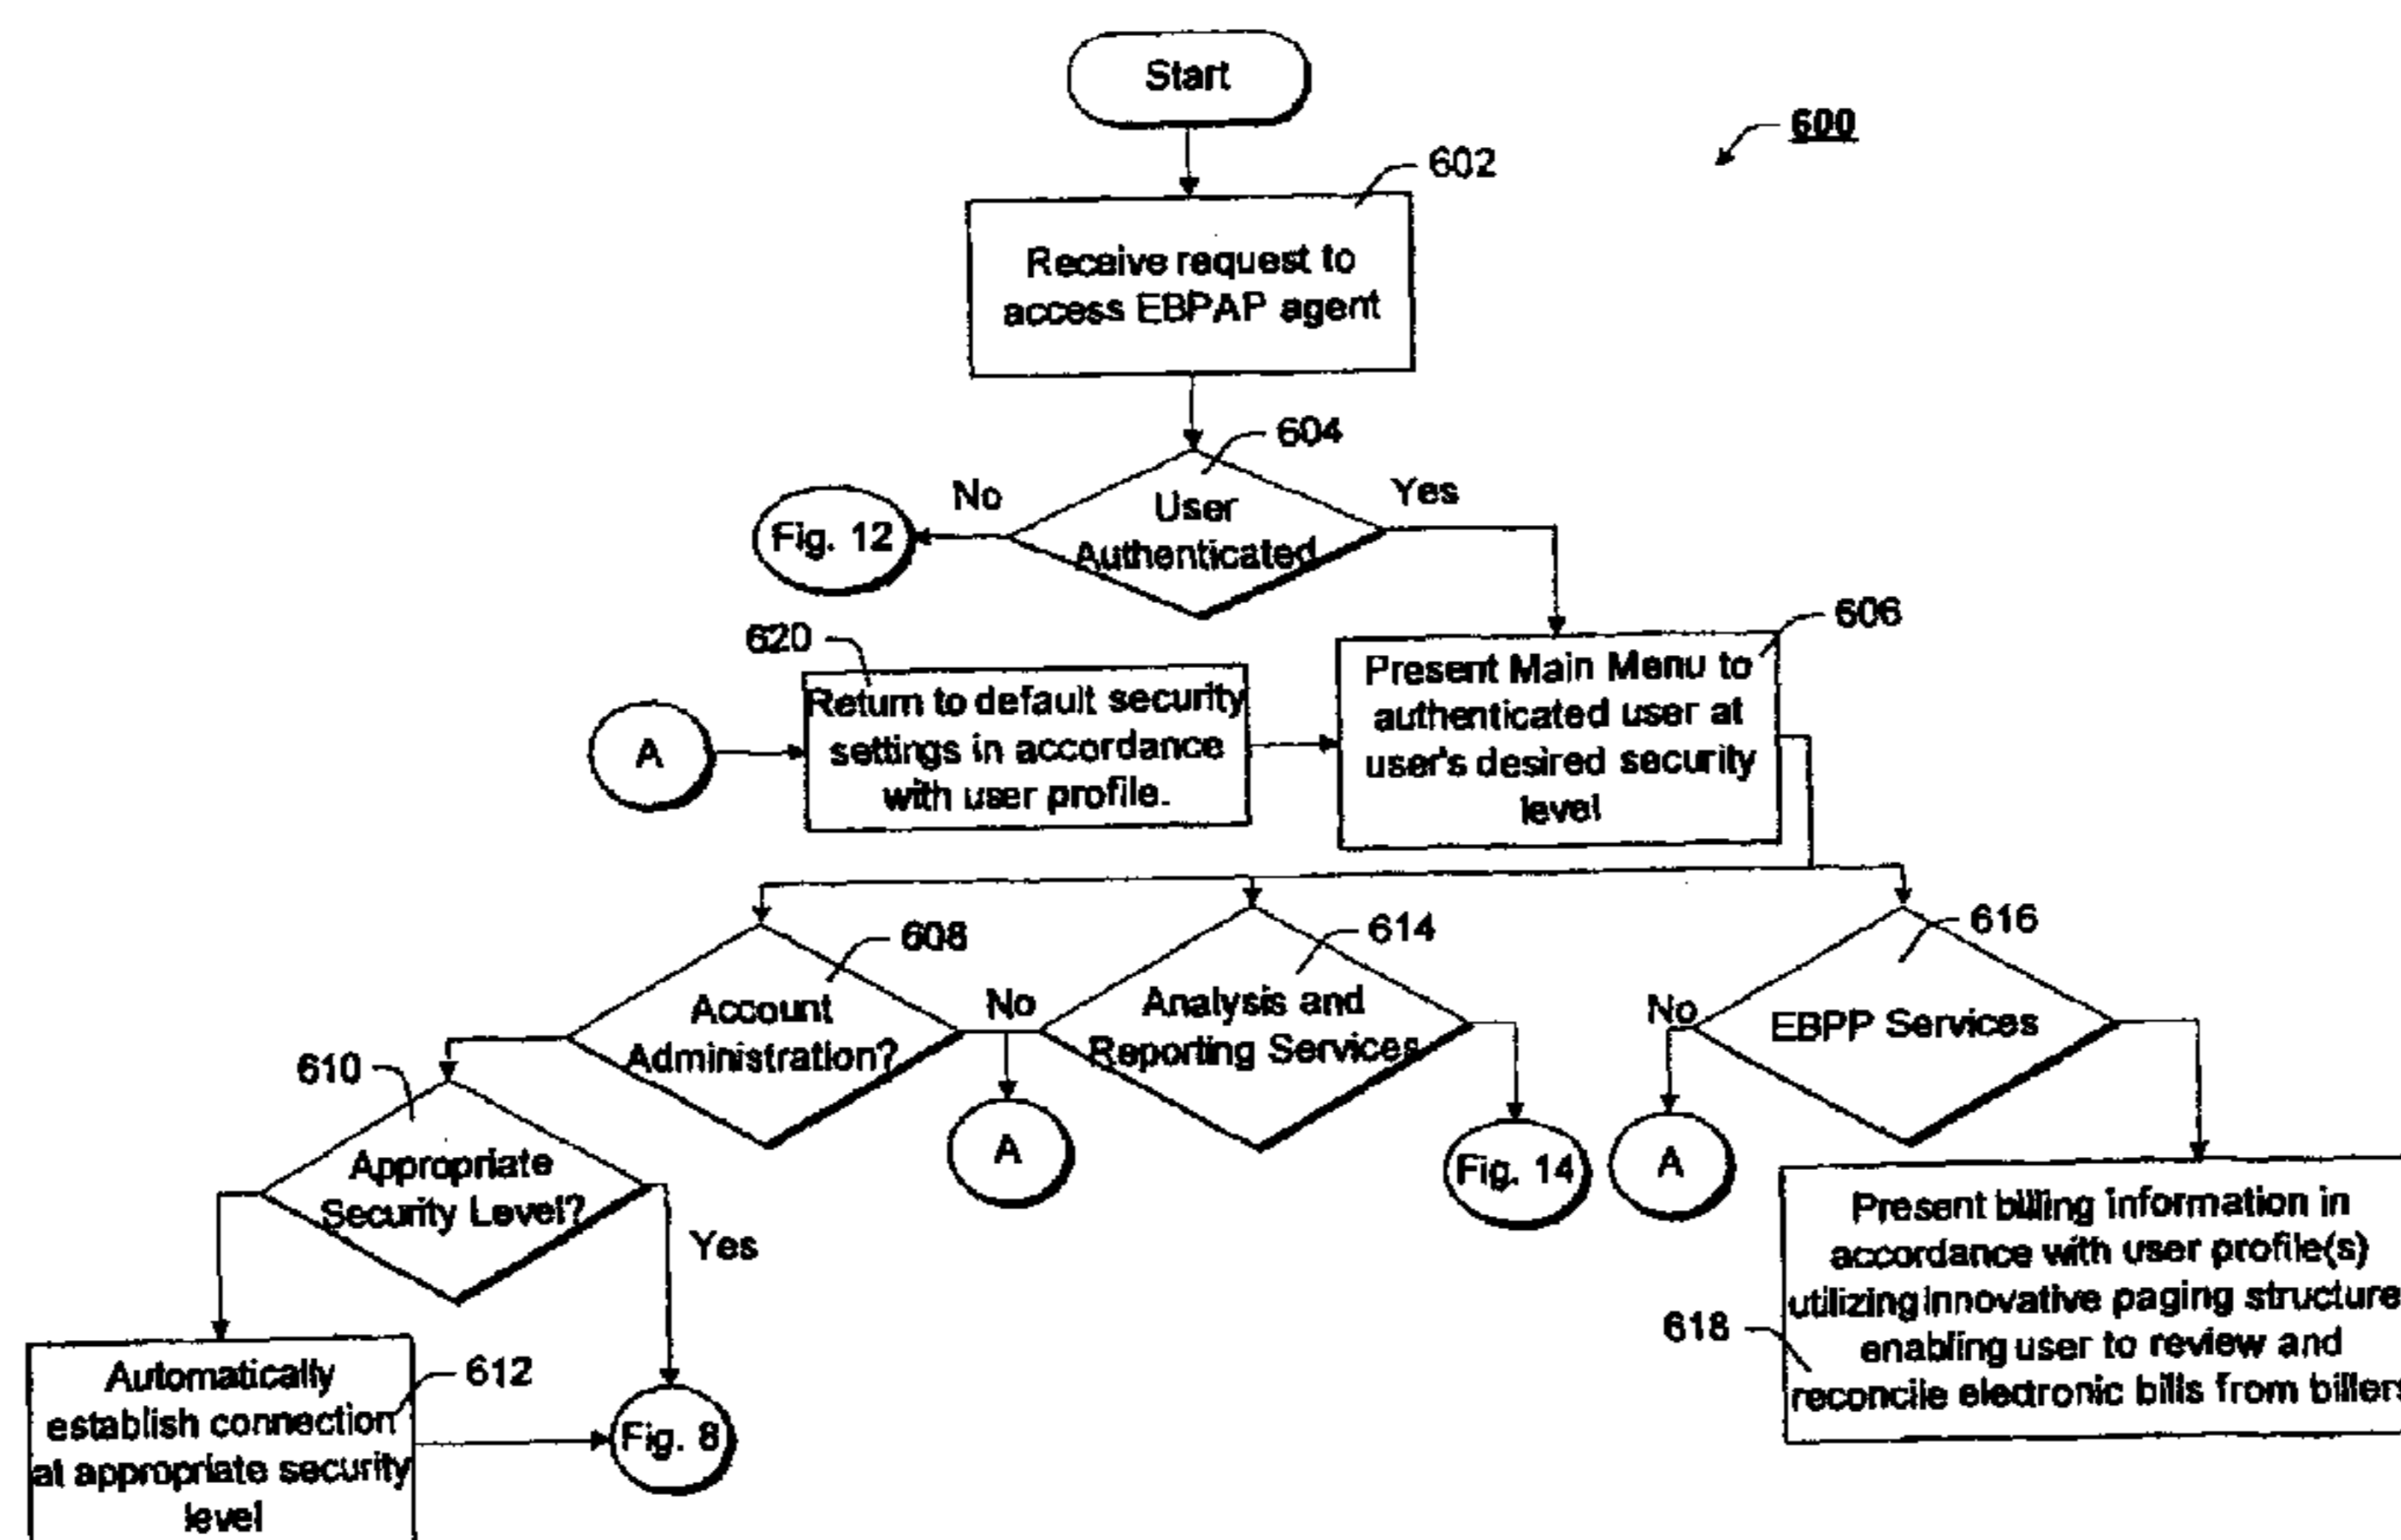 Start
600
602
Receive request to
access EBPAP agent
604
No
Yes
User
Authenticated
Fig. 12
620
606
Return to default security
settings in accordance
with user profile.
Present Main Menu to
authenticated user at
user's desired security
level
A
608
614
616
Account
Administration?
No
Analysis and
Reporting Services
No
EBPP Services
610
Appropriate
Security Level?
Yes
A
Fig. 14
A
Present billing information in
accordance with user profile(s)
utilizing innovative paging structure
enabling user to review and
reconcile electronic bills from billers
618
Automatically
establish connection
at appropriate security
level
612
Fig. 8